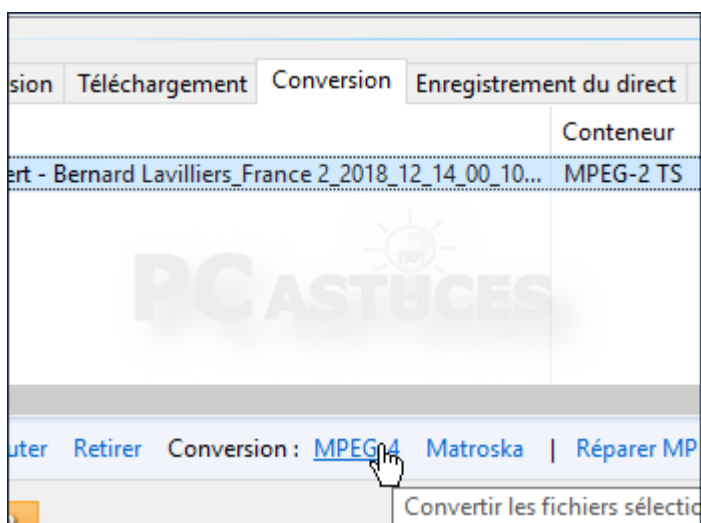 sion Téléchargement Conversion Enregistrement du direct
Conteneur
ert - Bernard Lavilliers_France 2_2018_12_14_00_10... MPEG-2 TS
PC ASTUCES
uter Retirer Conversion : MPEG-4 Matroska | Réparer MP
Convertir les fichiers sélectio